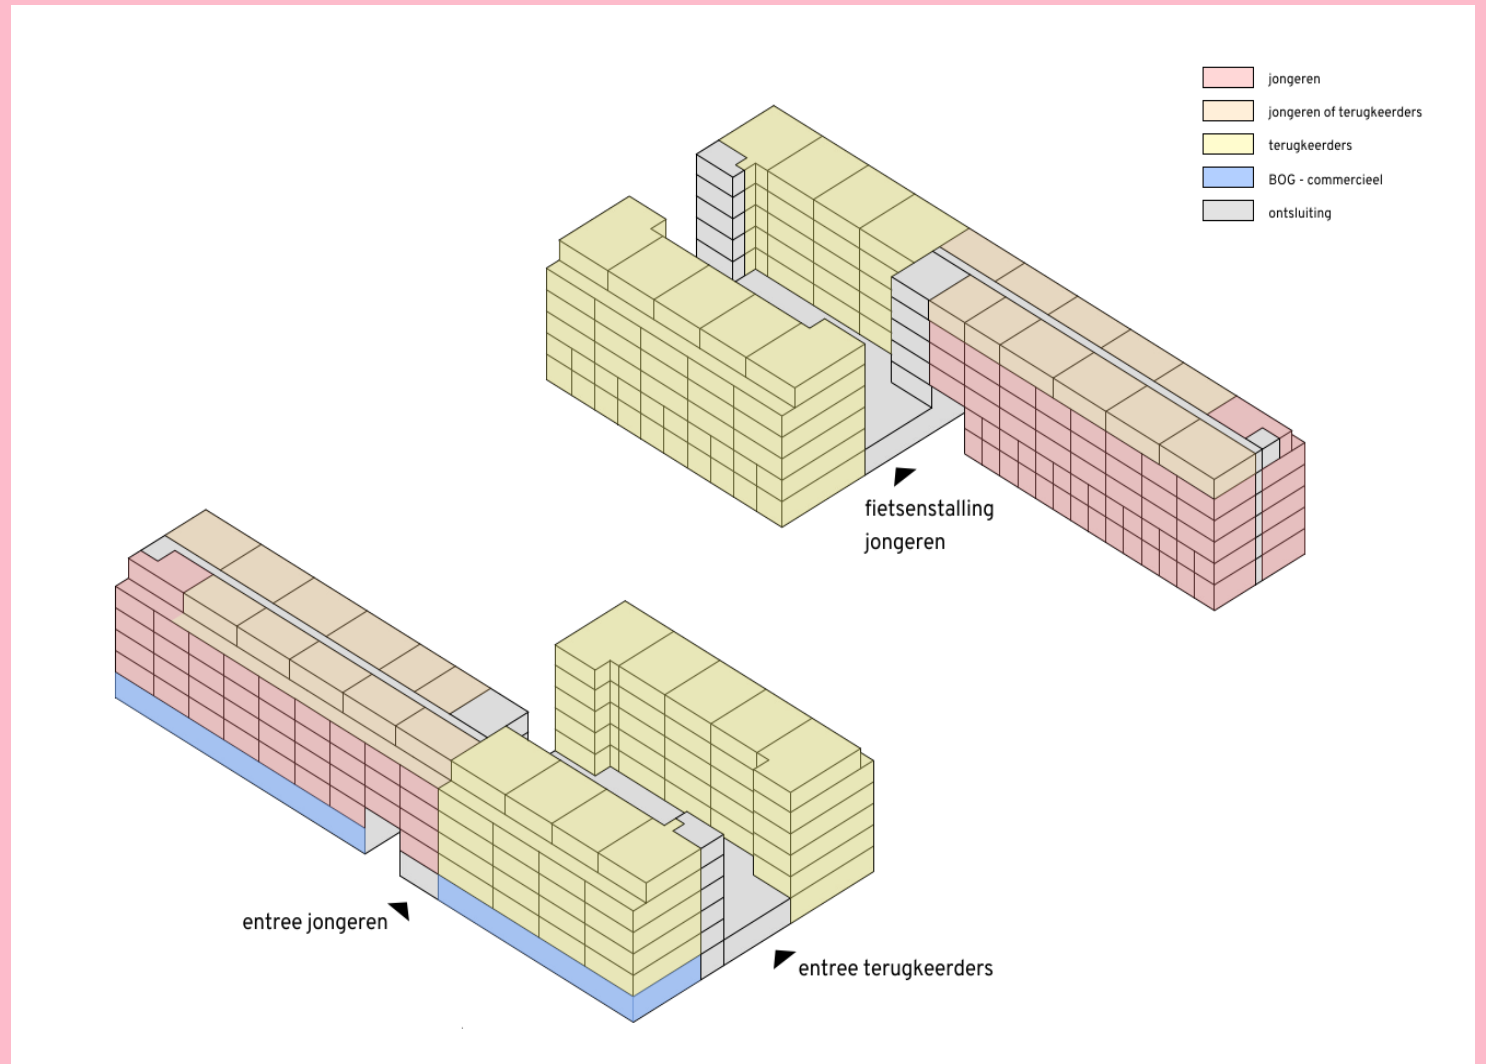 jongeren
jongeren of terugkeerders
terugkeerders
BOG - commercieel
ontsluiting
fietsenstalling
jongeren
entree jongeren
entree terugkeerders